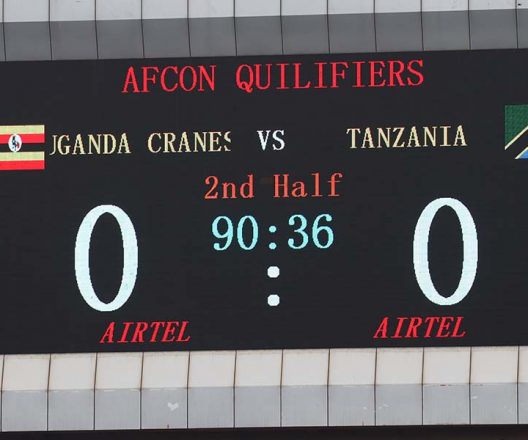 AFCON QUILIFIERS
UGANDA CRANES VS TANZANIA
2nd Half
90:36
0 : 0
AIRTEL AIRTEL